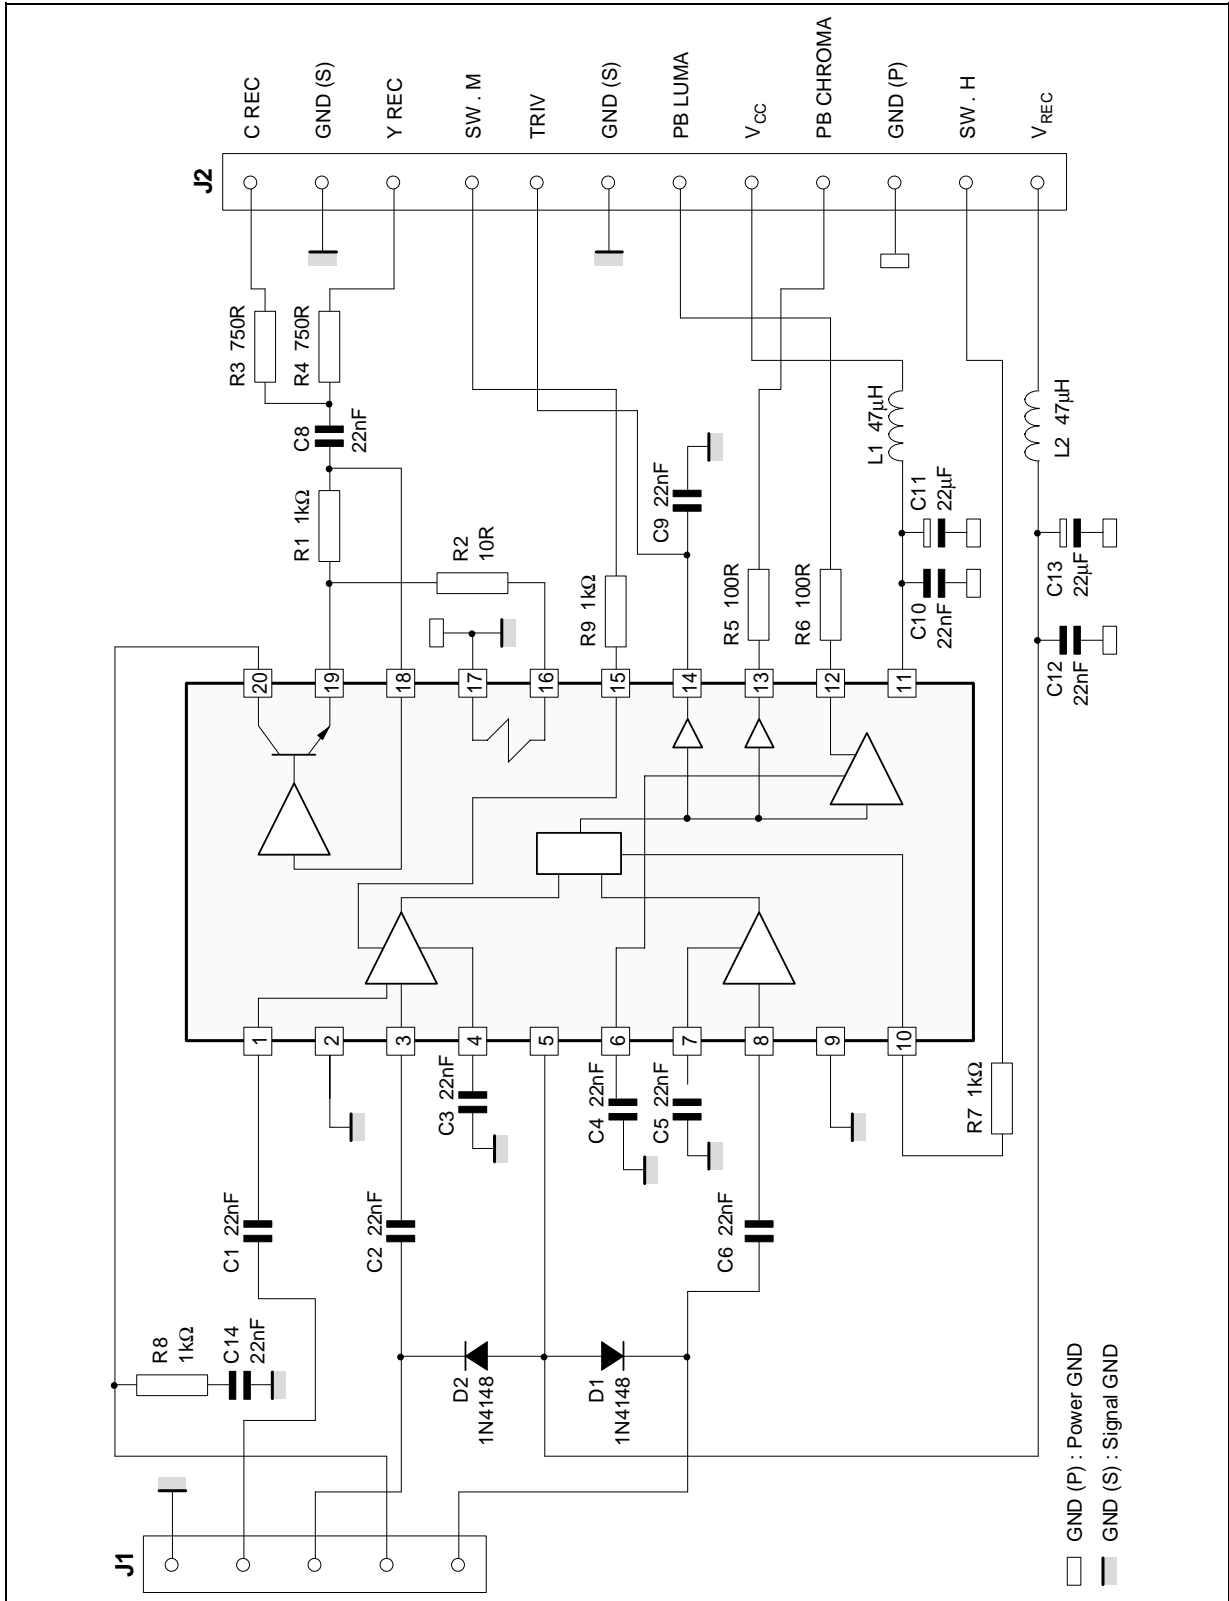 J2
C REC
GND (S)
Y REC
SW . M
TRIV
GND (S)
PB LUMA
VCC
PB CHROMA
GND (P)
SW . H
VREC
R3 750R
R4 750R
C8
22nF
R1 1kΩ
R2
10R
R9 1kΩ
C9 22nF
R5 100R
R6 100R
L1 47µH
C11
22µF
C10
22nF
L2 47µH
C13
22µF
C12
22nF
20
19
18
17
16
15
14
13
12
11
1
2
3
4
5
6
7
8
9
10
C3 22nF
C4 22nF
C5 22nF
R7 1kΩ
C1 22nF
C2 22nF
C6 22nF
R8
1kΩ
C14
22nF
D2
1N4148
D1
1N4148
J1
GND (P) : Power GND
GND (S) : Signal GND